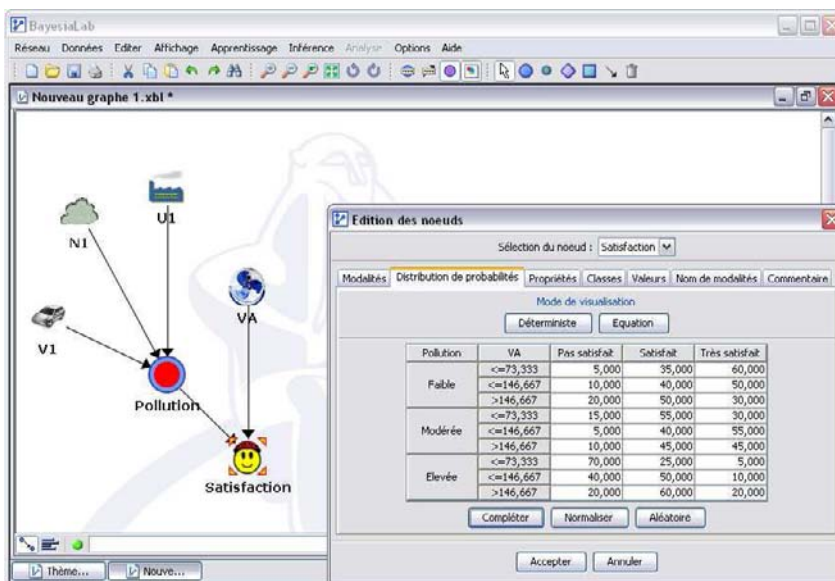 BayesiaLab
Réseau Données Editer Affichage Apprentissage Inférence Analyse Options Aide
Nouveau graphe 1.xbl *
U1
N1
VA
V1
Pollution
Satisfaction
Edition des noeuds
Sélection du noeud : Satisfaction
Modalités Distribution de probabilités Propriétés Classes Valeurs Nom de modalités Commentaire
Mode de visualisation
Déterministe Equation
Pollution VA Pas satisfait Satisfait Très satisfait
Faible
<=73,333 5,000 35,000 60,000
<=146,667 10,000 40,000 50,000
>146,667 20,000 50,000 30,000
Modérée
<=73,333 15,000 55,000 30,000
<=146,667 5,000 40,000 55,000
>146,667 10,000 45,000 45,000
Elevée
<=73,333 70,000 25,000 5,000
<=146,667 40,000 50,000 10,000
>146,667 20,000 60,000 20,000
Compléter Normaliser Aléatoire
Accepter Annuler
Thème... Nouve...